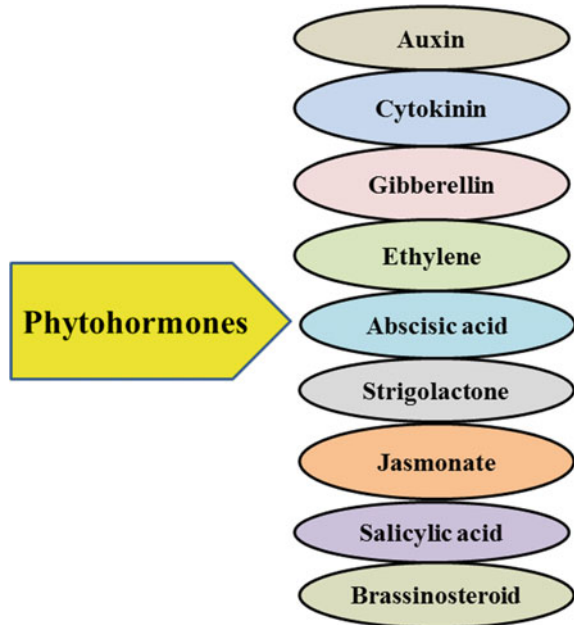 Auxin
Cytokinin
Gibberellin
Ethylene
Phytohormones
Abscisic acid
Strigolactone
Jasmonate
Salicylic acid
Brassinosteroid